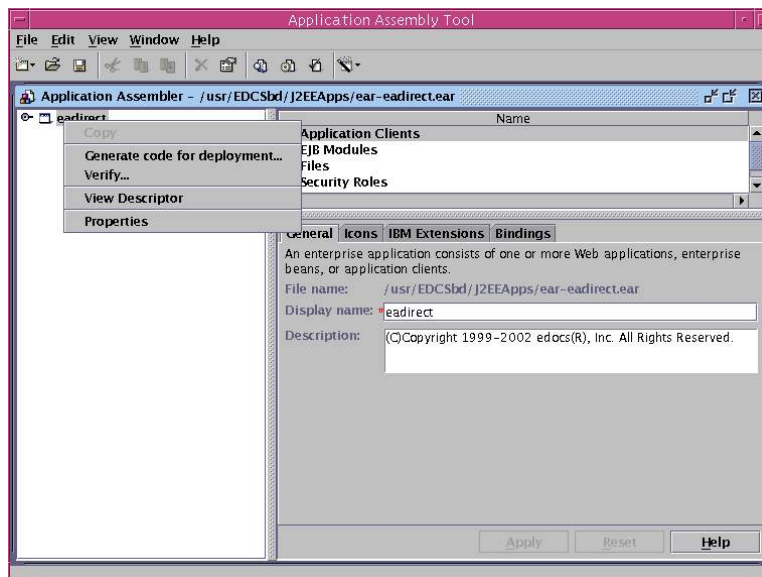 Application Assembly Tool
File Edit View Window Help
Application Assembler - /usr/EDCSbd/J2EEApps/ear-eadirect.ear
eadirect
Copy
Generate code for deployment...
Verify...
View Descriptor
Properties
Name
Application Clients
EJB Modules
Files
Security Roles
General Icons IBM Extensions Bindings
An enterprise application consists of one or more Web applications, enterprise
beans, or application clients.
File name: /usr/EDCSbd/J2EEApps/ear-eadirect.ear
Display name: *eadirect
Description: (C)Copyright 1999-2002 edocs(R), Inc. All Rights Reserved.
Apply Reset Help